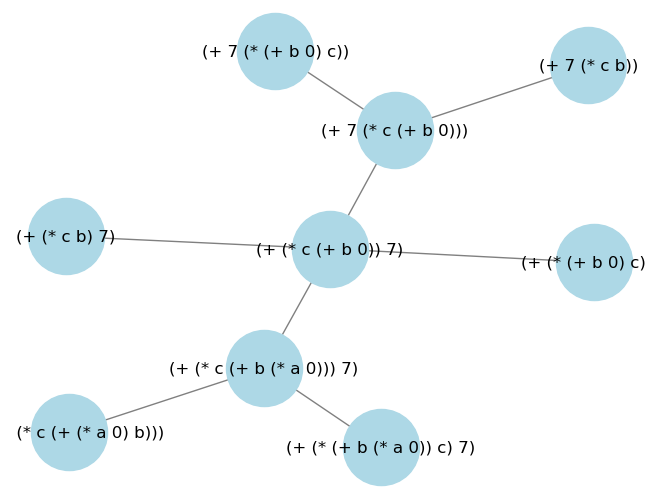 (+ 7 (* (+ b 0) c))
(+ 7 (* c b))
(+ 7 (* c (+ b 0)))
(+ (* c b) 7)
(+ (* c (+ b 0)) 7)
(+ (* (+ b 0) c)
(+ (* c (+ b (* a 0))) 7)
(* c (+ (* a 0) b)))
(+ (* (+ b (* a 0)) c) 7)